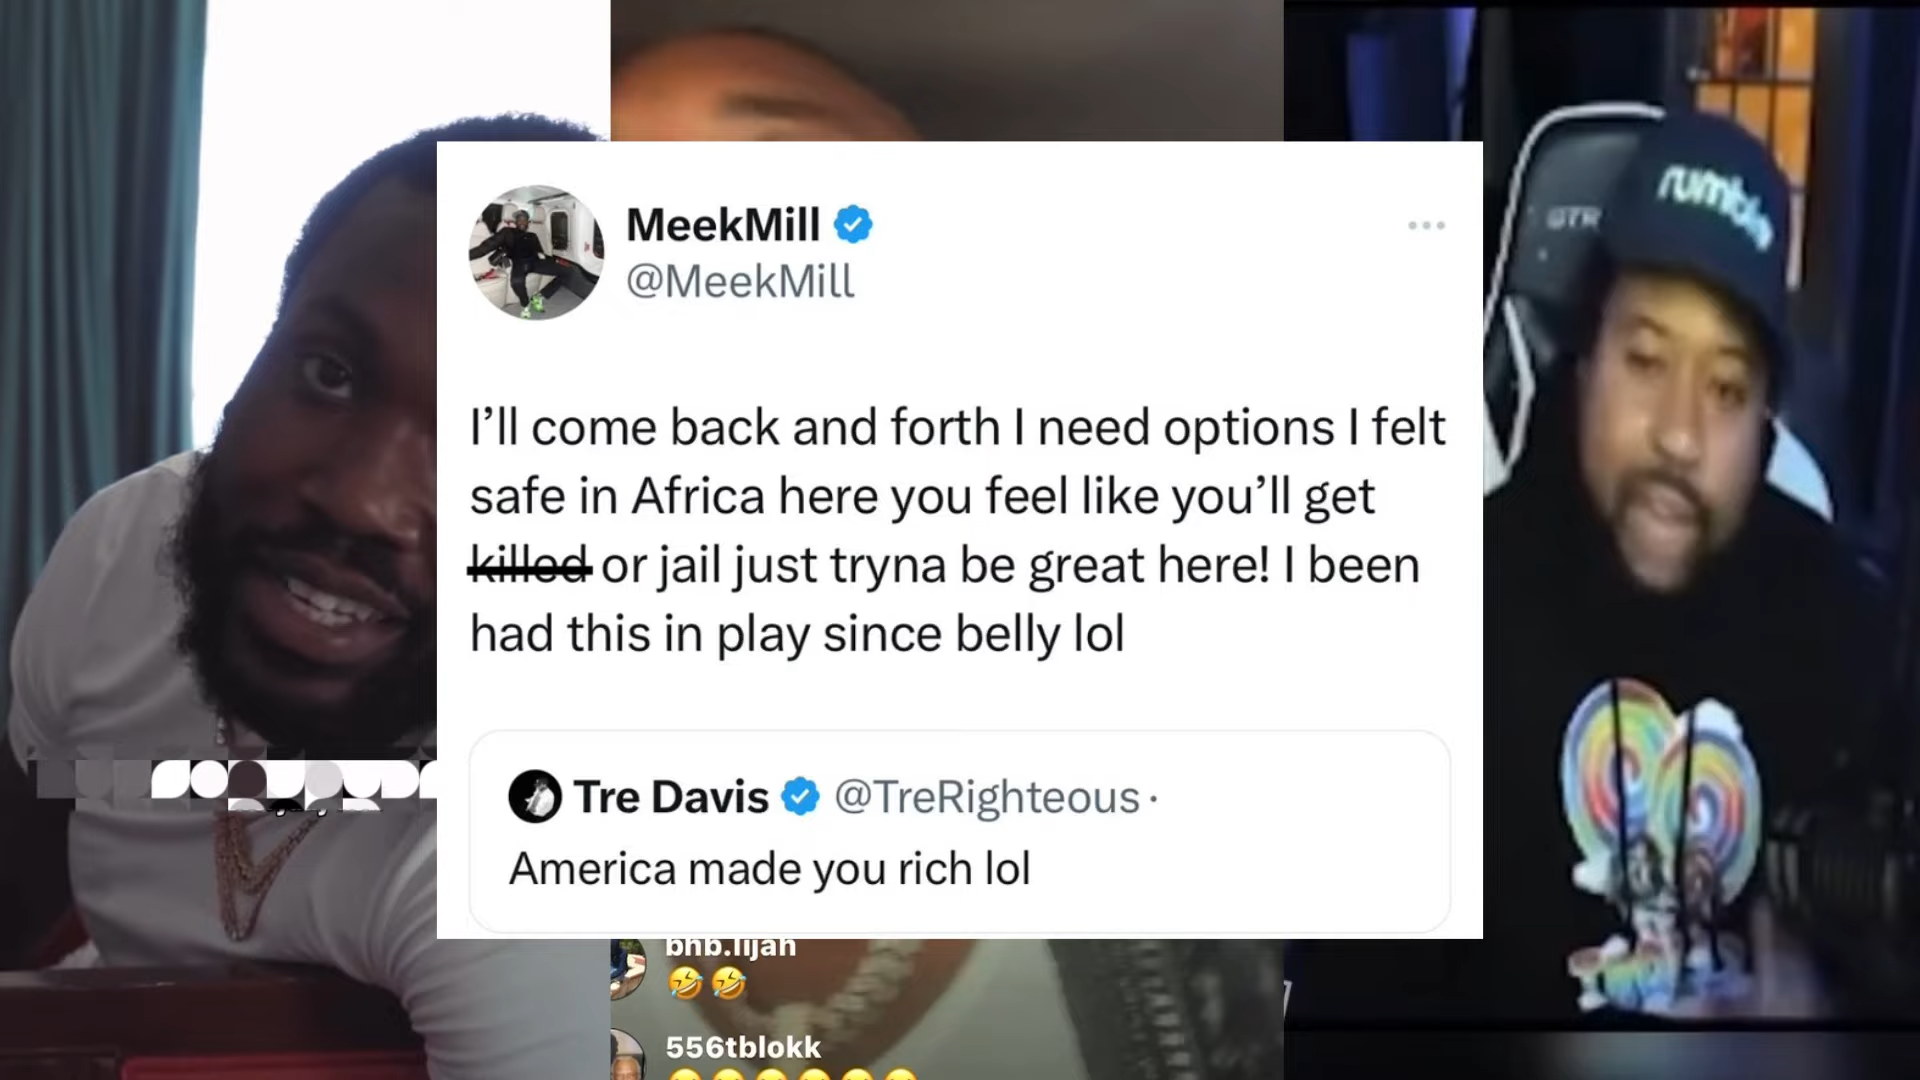 MeekMill
@MeekMill
I’ll come back and forth I need options I felt
safe in Africa here you feel like you’ll get
killed or jail just tryna be great here! I been
had this in play since belly lol
Tre Davis @TreRighteous ·
America made you rich lol
bhb.lijah
🤣🤣
556tblokk
rumble
GTR